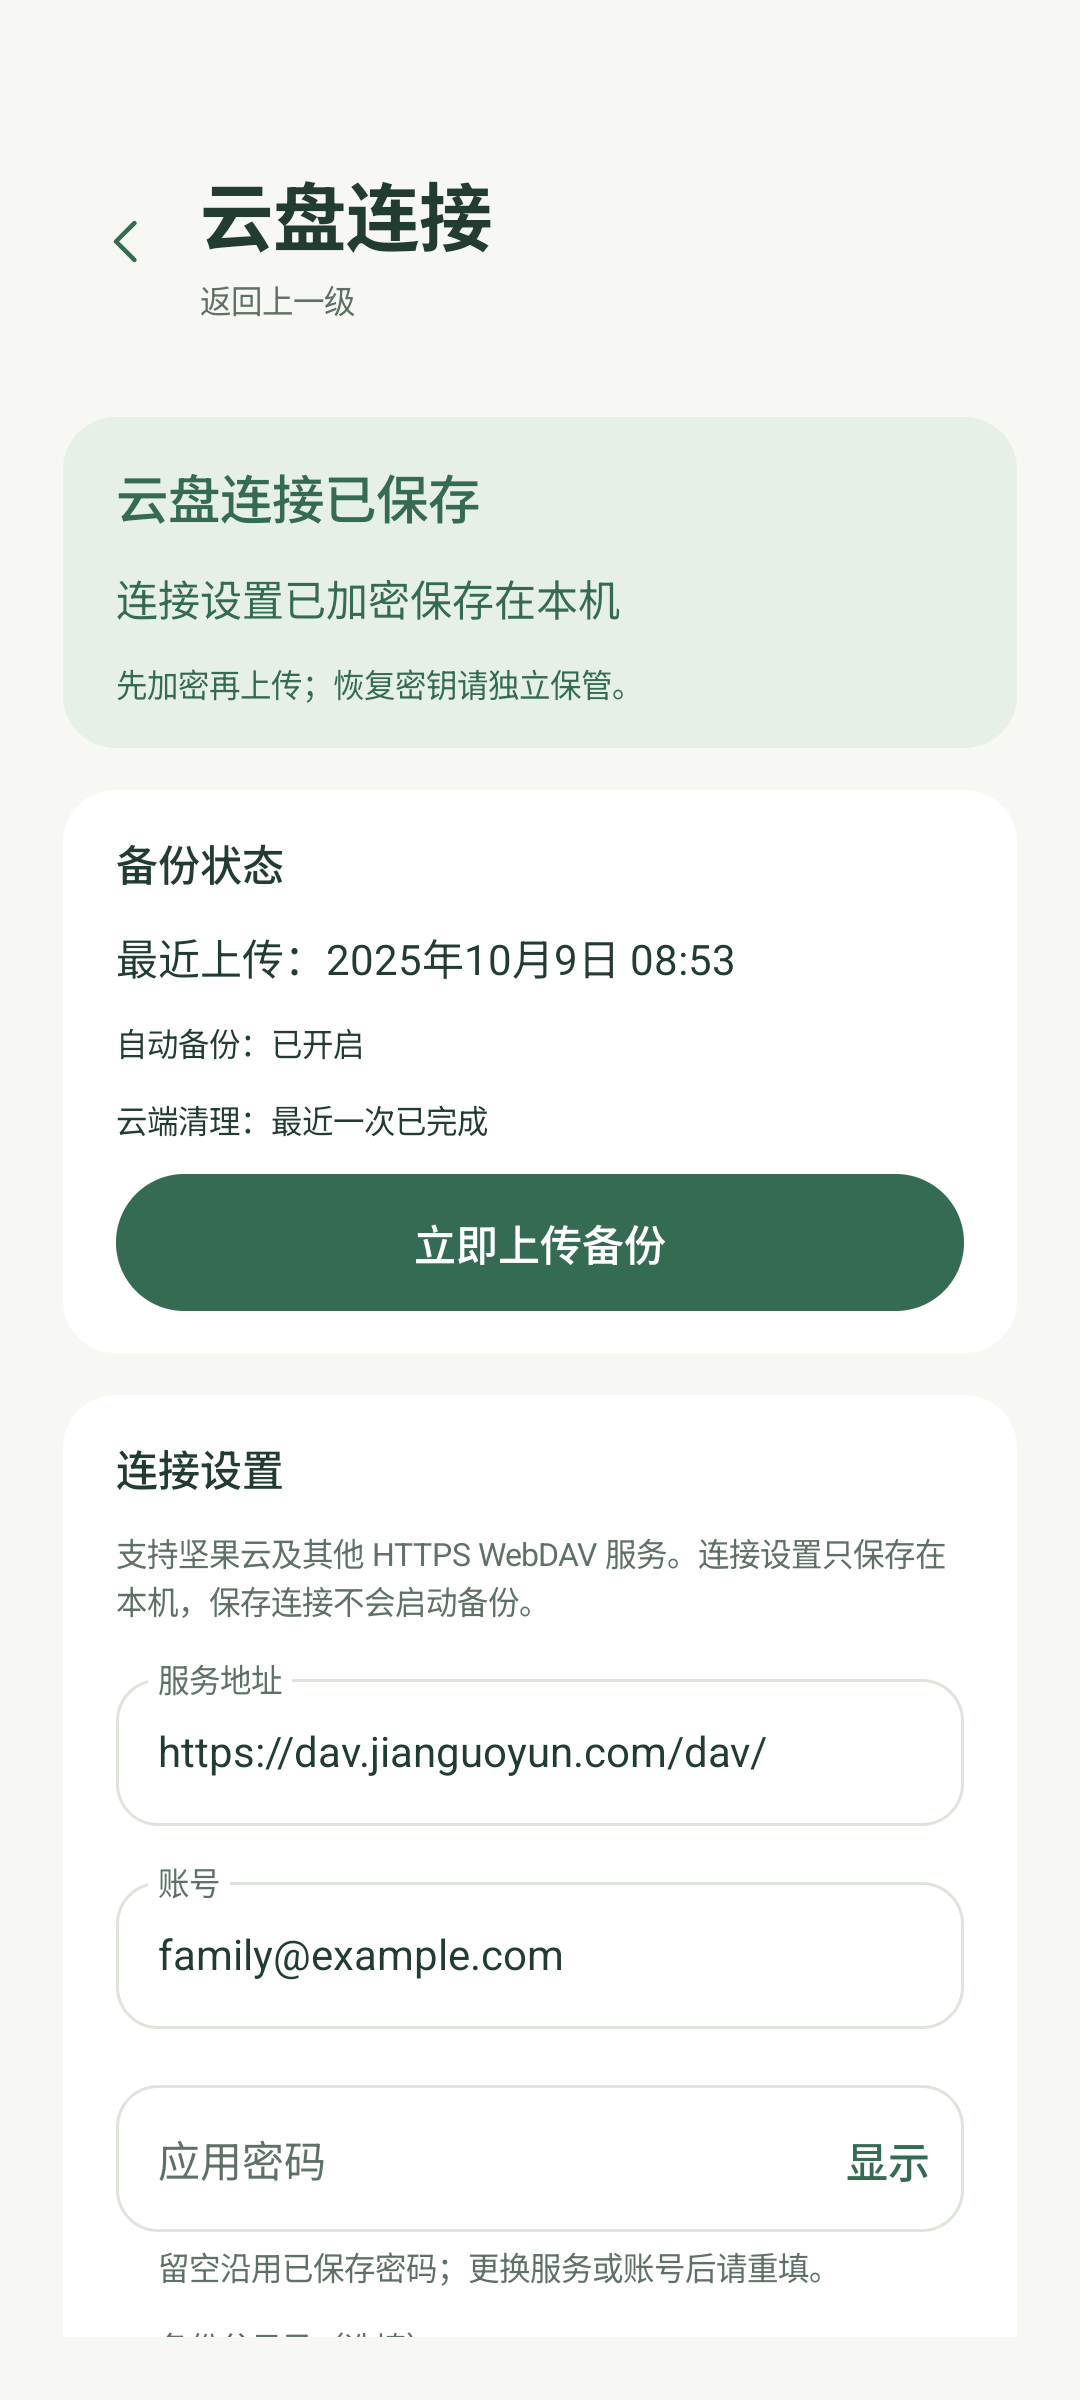 云盘连接
返回上一级
云盘连接已保存
连接设置已加密保存在本机
先加密再上传；恢复密钥请独立保管。
备份状态
最近上传：2025年10月9日 08:53
自动备份：已开启
云端清理：最近一次已完成
立即上传备份
连接设置
支持坚果云及其他 HTTPS WebDAV 服务。连接设置只保存在
本机，保存连接不会启动备份。
服务地址
https://dav.jianguoyun.com/dav/
账号
family@example.com
应用密码
显示
留空沿用已保存密码；更换服务或账号后请重填。